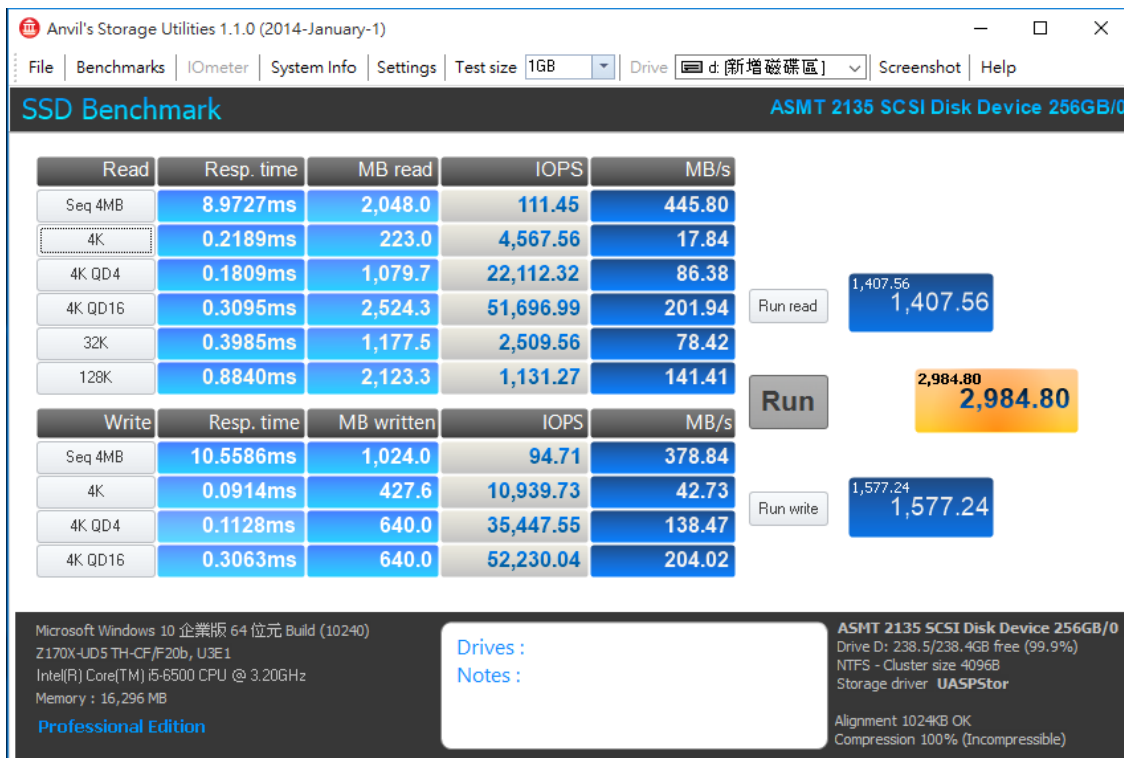 Anvil's Storage Utilities 1.1.0 (2014-January-1)
File Benchmarks IOmeter System Info Settings Test size 1GB Drive d: [新增磁碟區] Screenshot Help
SSD Benchmark ASMT 2135 SCSI Disk Device 256GB/0
Read Resp. time MB read IOPS MB/s
Seq 4MB 8.9727ms 2,048.0 111.45 445.80
4K 0.2189ms 223.0 4,567.56 17.84
4K QD4 0.1809ms 1,079.7 22,112.32 86.38
4K QD16 0.3095ms 2,524.3 51,696.99 201.94
32K 0.3985ms 1,177.5 2,509.56 78.42
128K 0.8840ms 2,123.3 1,131.27 141.41
Run read 1,407.56
1,407.56
Run 2,984.80
2,984.80
Write Resp. time MB written IOPS MB/s
Seq 4MB 10.5586ms 1,024.0 94.71 378.84
4K 0.0914ms 427.6 10,939.73 42.73
4K QD4 0.1128ms 640.0 35,447.55 138.47
4K QD16 0.3063ms 640.0 52,230.04 204.02
Run write 1,577.24
1,577.24
Microsoft Windows 10 企業版 64 位元 Build (10240)
Z170X-UD5 TH-CF/F20b, U3E1
Intel(R) Core(TM) i5-6500 CPU @ 3.20GHz
Memory : 16,296 MB
Professional Edition
Drives :
Notes :
ASMT 2135 SCSI Disk Device 256GB/0
Drive D: 238.5/238.4GB free (99.9%)
NTFS - Cluster size 4096B
Storage driver UASPStor
Alignment 1024KB OK
Compression 100% (Incompressible)